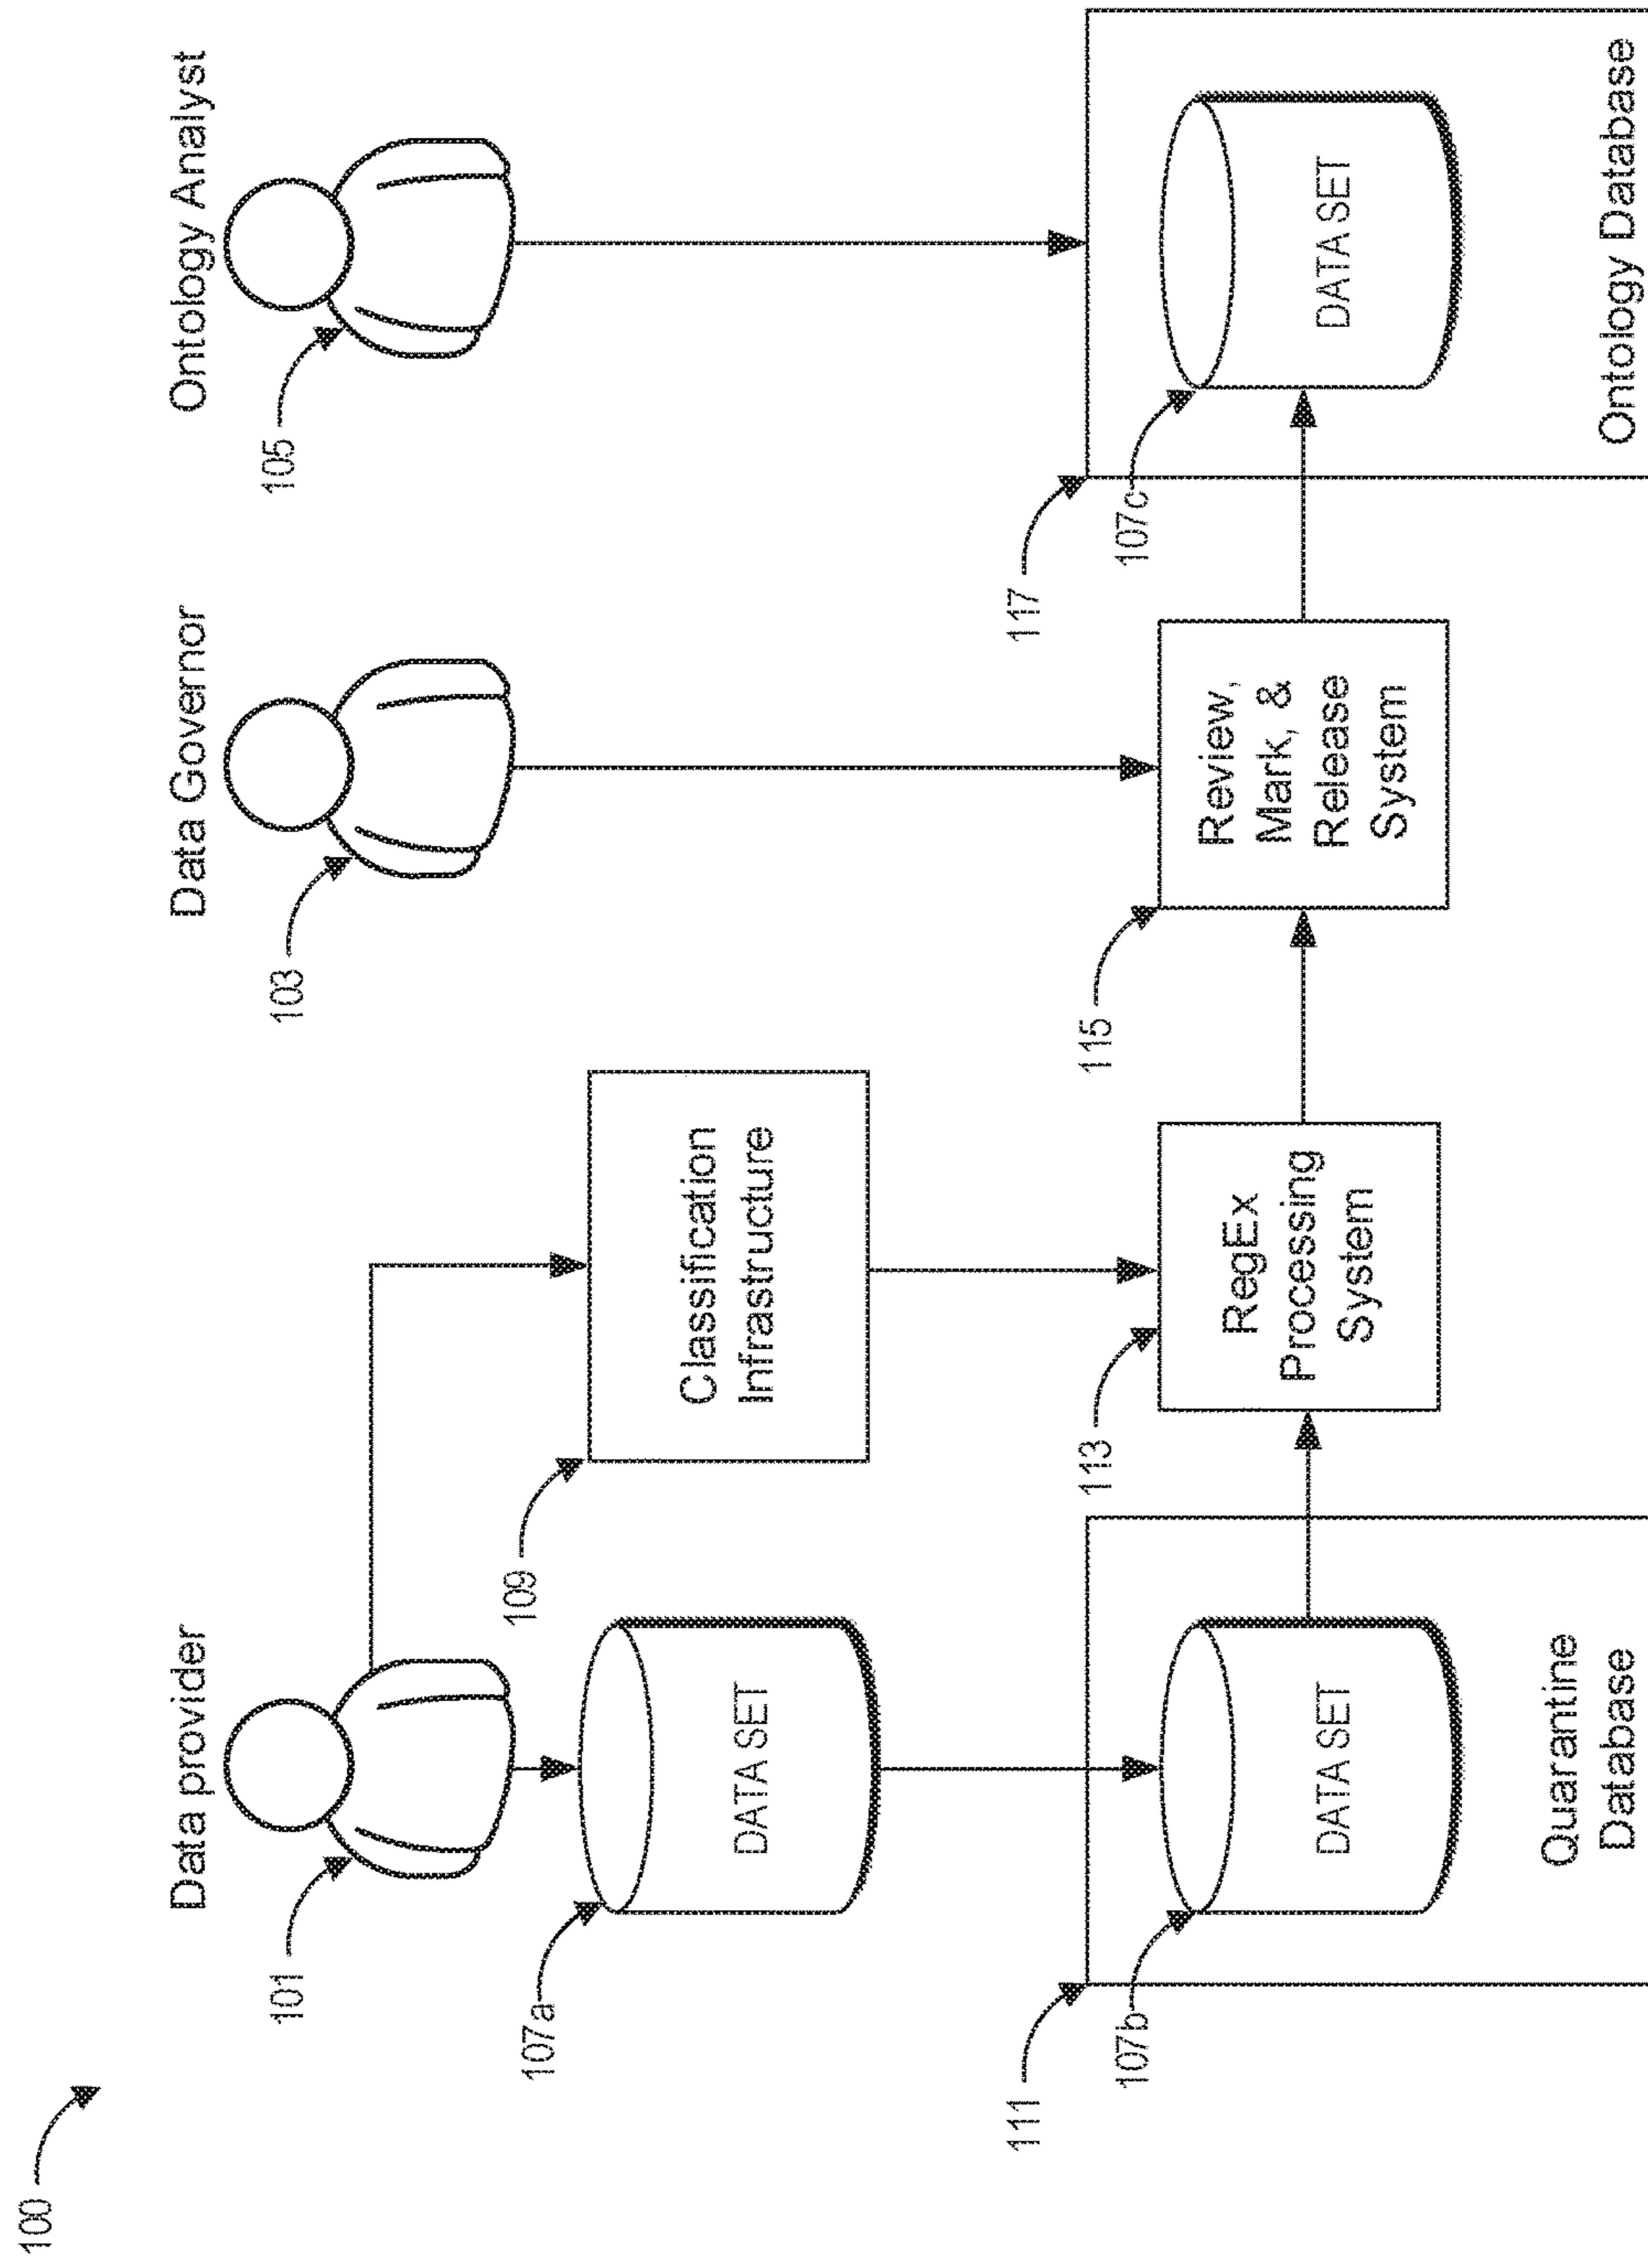 100
Data provider
Data Governor
Ontology Analyst
101
103
105
107a
DATA SET
109
Classification
Infrastructure
111
107b
DATA SET
Quarantine
Database
113
RegEx
Processing
System
115
Review,
Mark, &
Release
System
117
107c
DATA SET
Ontology Database